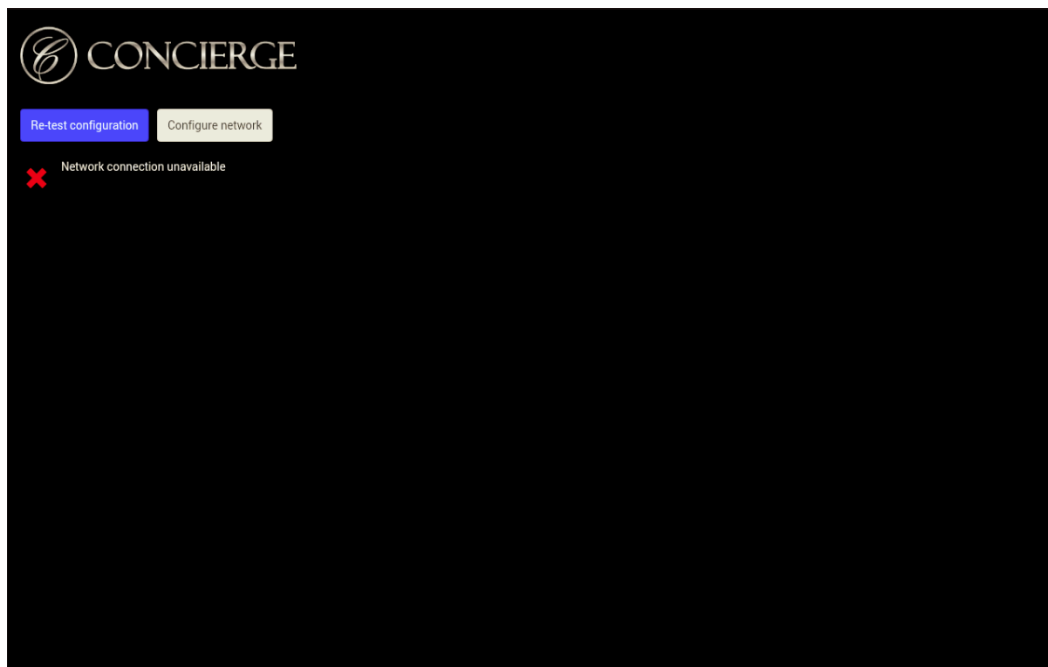 CONCIERGE
Re-test configuration
Configure network
Network connection unavailable